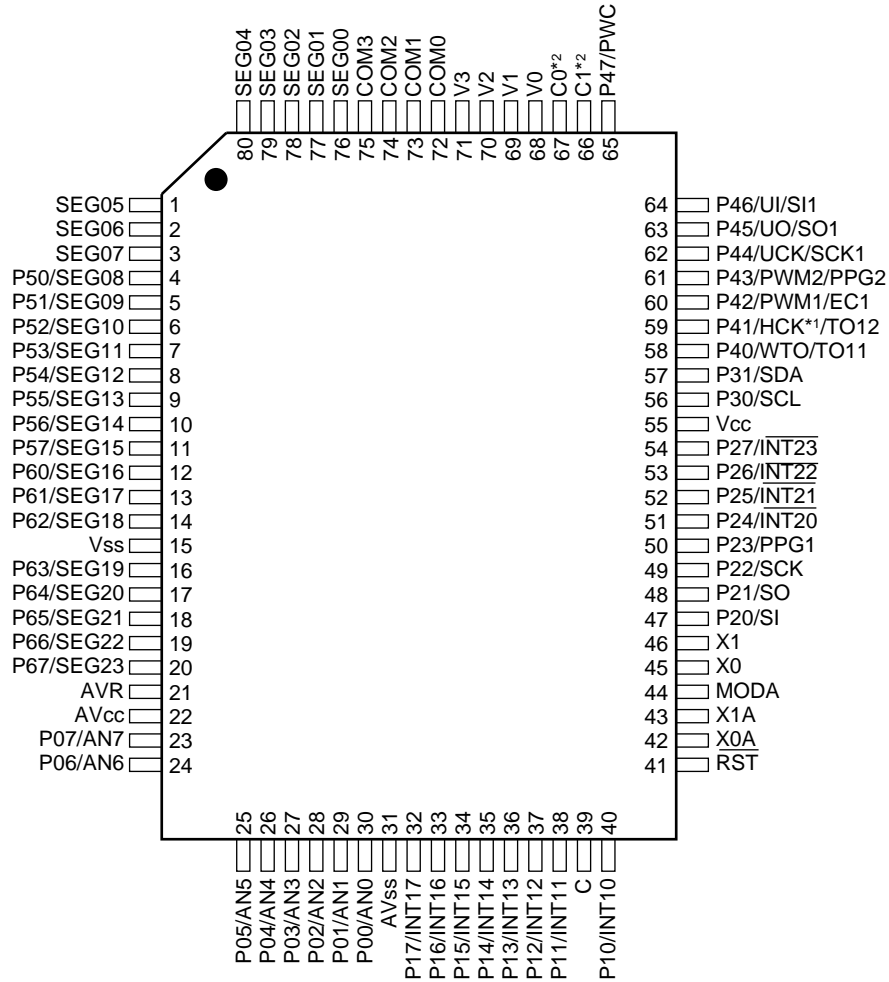 SEG04
SEG03
SEG02
SEG01
SEG00
COM3
COM2
COM1
COM0
V3
V2
V1
V0
C0*2
C1*2
P47/PWC
80
79
78
77
76
75
74
73
72
71
70
69
68
67
66
65
SEG05 1
SEG06 2
SEG07 3
P50/SEG08 4
P51/SEG09 5
P52/SEG10 6
P53/SEG11 7
P54/SEG12 8
P55/SEG13 9
P56/SEG14 10
P57/SEG15 11
P60/SEG16 12
P61/SEG17 13
P62/SEG18 14
Vss 15
P63/SEG19 16
P64/SEG20 17
P65/SEG21 18
P66/SEG22 19
P67/SEG23 20
AVR 21
AVcc 22
P07/AN7 23
P06/AN6 24
64 P46/UI/SI1
63 P45/UO/SO1
62 P44/UCK/SCK1
61 P43/PWM2/PPG2
60 P42/PWM1/EC1
59 P41/HCK*1/TO12
58 P40/WTO/TO11
57 P31/SDA
56 P30/SCL
55 Vcc
54 P27/INT23
53 P26/INT22
52 P25/INT21
51 P24/INT20
50 P23/PPG1
49 P22/SCK
48 P21/SO
47 P20/SI
46 X1
45 X0
44 MODA
43 X1A
42 X0A
41 RST
25
26
27
28
29
30
31
32
33
34
35
36
37
38
39
40
P05/AN5
P04/AN4
P03/AN3
P02/AN2
P01/AN1
P00/AN0
AVss
P17/INT17
P16/INT16
P15/INT15
P14/INT14
P13/INT13
P12/INT12
P11/INT11
C
P10/INT10